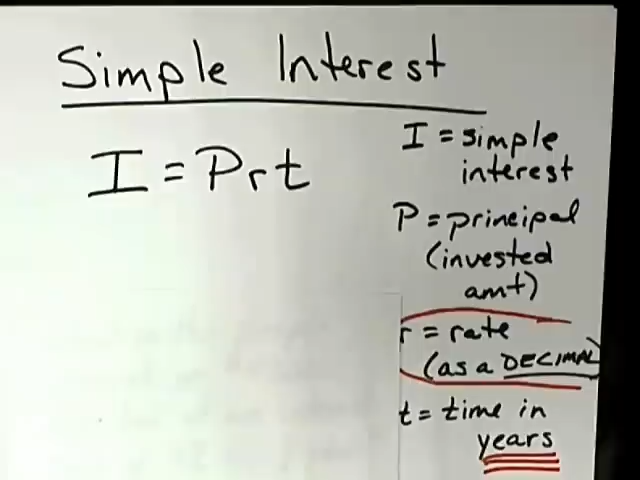 Simple Interest
I = Prt
I = simple
interest
P = principal
(invested
amt)
r = rate
(as a DECIMAL)
t = time in
years